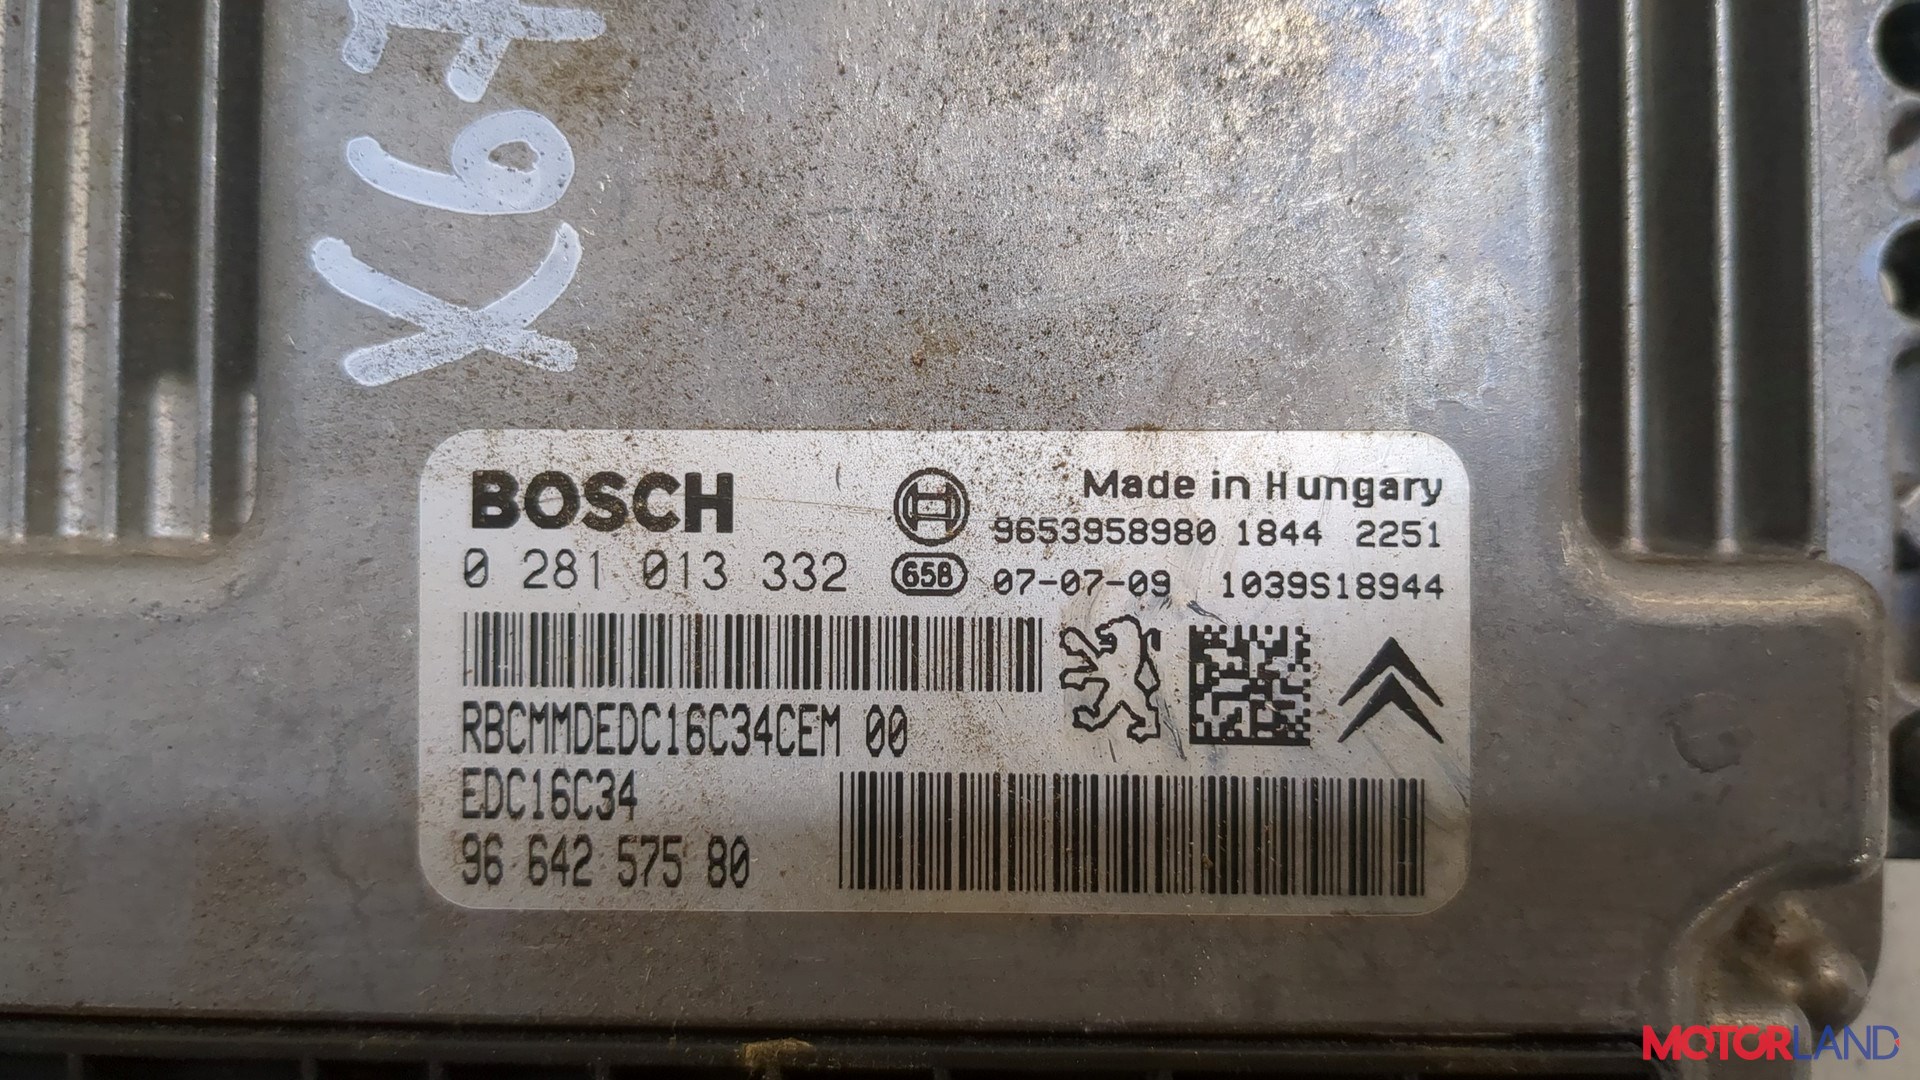 X67
BOSCH
Made in Hungary
9653958980 1844 2251
0 281 013 332
658
07-07-09 1039S18944
RBCMMDEDC16C34CEM 00
EDC16C34
96 642 575 80
MOTORLAND